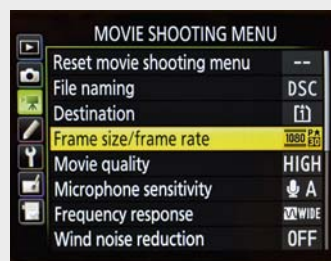 MOVIE SHOOTING MENU
Reset movie shooting menu --
File naming DSC
Destination [1]
Frame size/frame rate 1080 30
Movie quality HIGH
Microphone sensitivity A
Frequency response WIDE
Wind noise reduction OFF